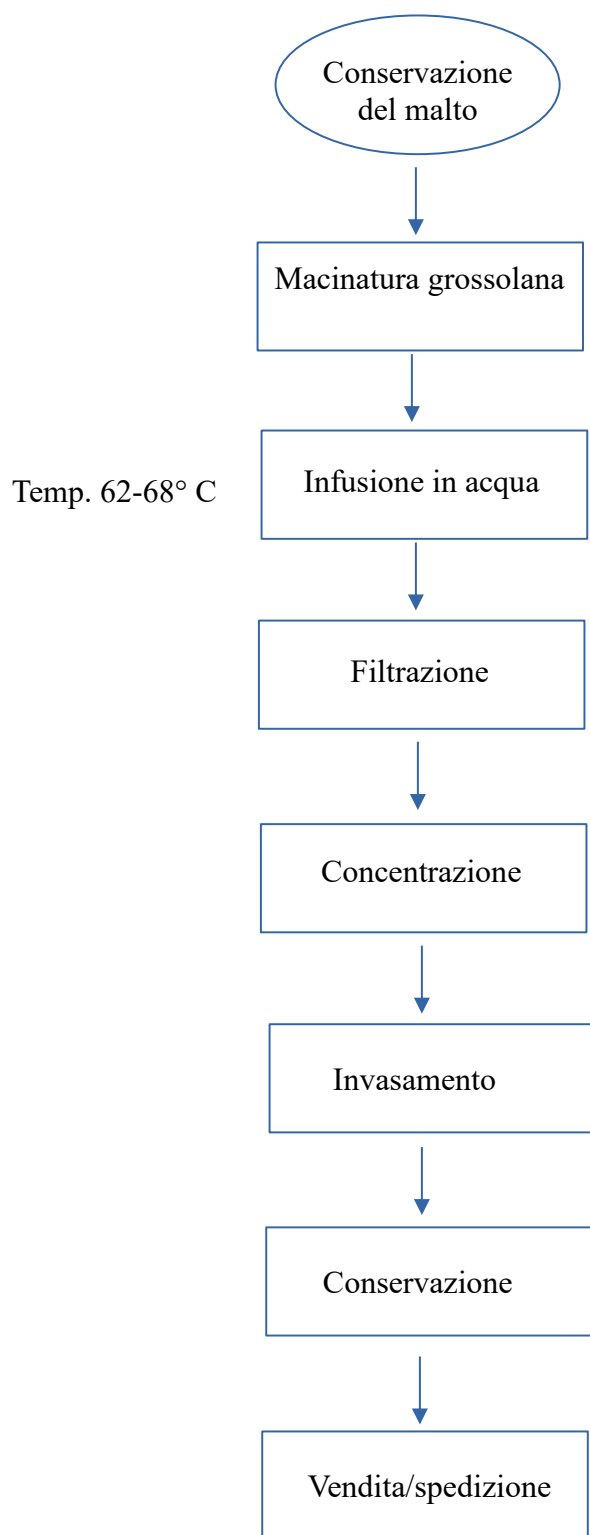 Conservazione
del malto
Macinatura grossolana
Temp. 62-68° C
Infusione in acqua
Filtrazione
Concentrazione
Invasamento
Conservazione
Vendita/spedizione